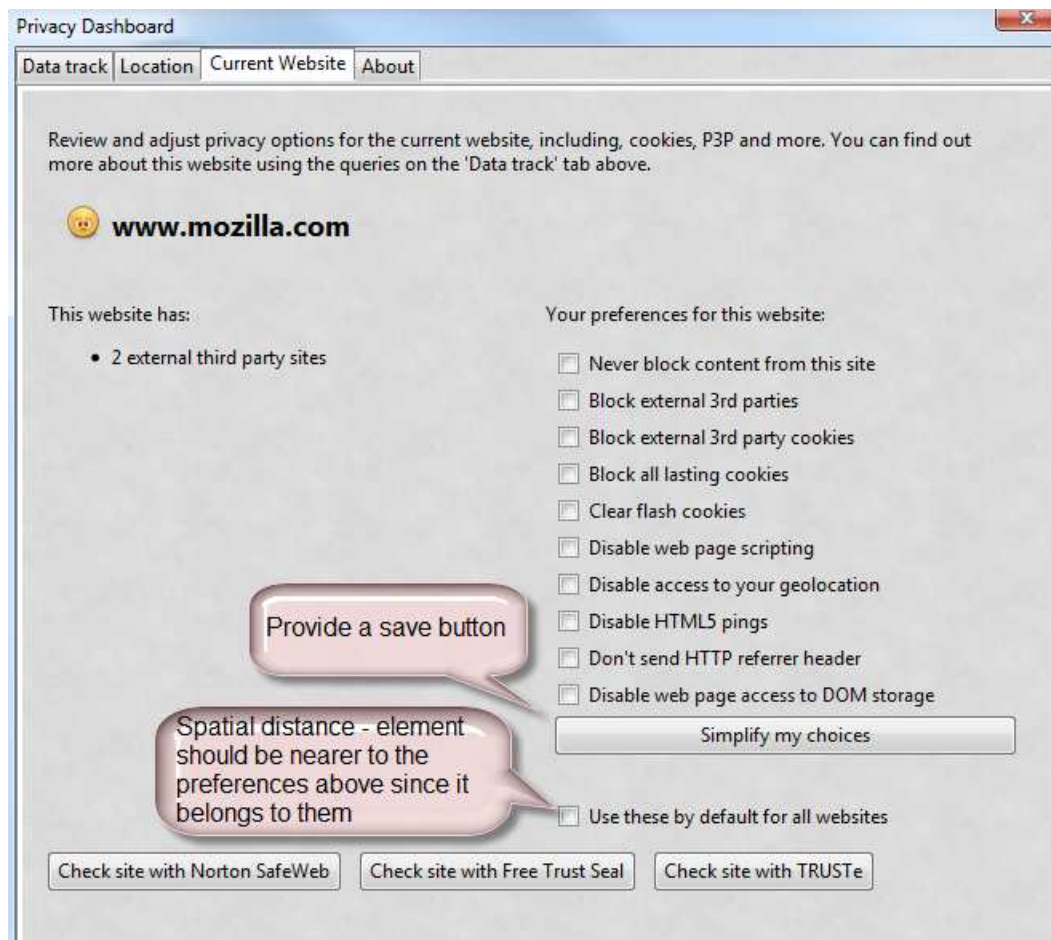 Privacy Dashboard
Data track Location Current Website About
Review and adjust privacy options for the current website, including, cookies, P3P and more. You can find out
more about this website using the queries on the 'Data track' tab above.
www.mozilla.com
This website has:
• 2 external third party sites
Your preferences for this website:
Never block content from this site
Block external 3rd parties
Block external 3rd party cookies
Block all lasting cookies
Clear flash cookies
Disable web page scripting
Disable access to your geolocation
Disable HTML5 pings
Don't send HTTP referrer header
Disable web page access to DOM storage
Provide a save button
Simplify my choices
Spatial distance - element
should be nearer to the
preferences above since it
belongs to them
Use these by default for all websites
Check site with Norton SafeWeb Check site with Free Trust Seal Check site with TRUSTe